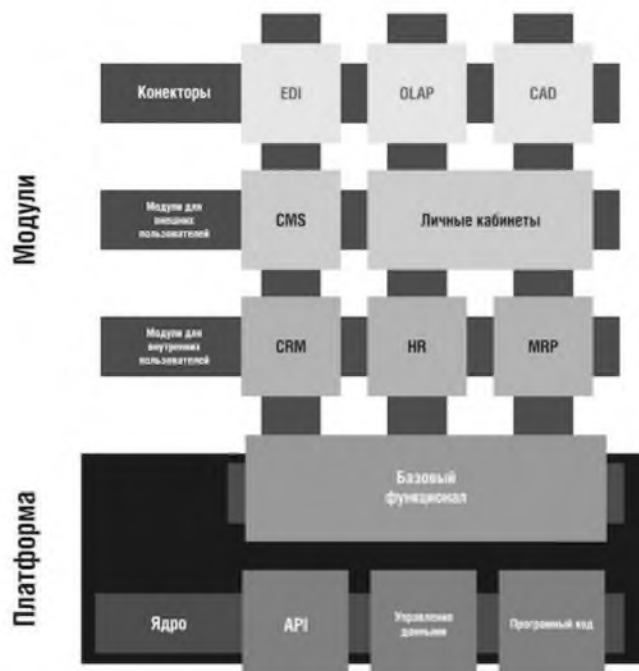 Модули
Конекторы
EDI
OLAP
CAD
Модули для
внешних
пользователей
CMS
Личные кабинеты
Модули для
внутренних
пользователей
CRM
HR
MRP
Платформа
Базовый
функционал
Ядро
API
Управления
данными
Програмный код